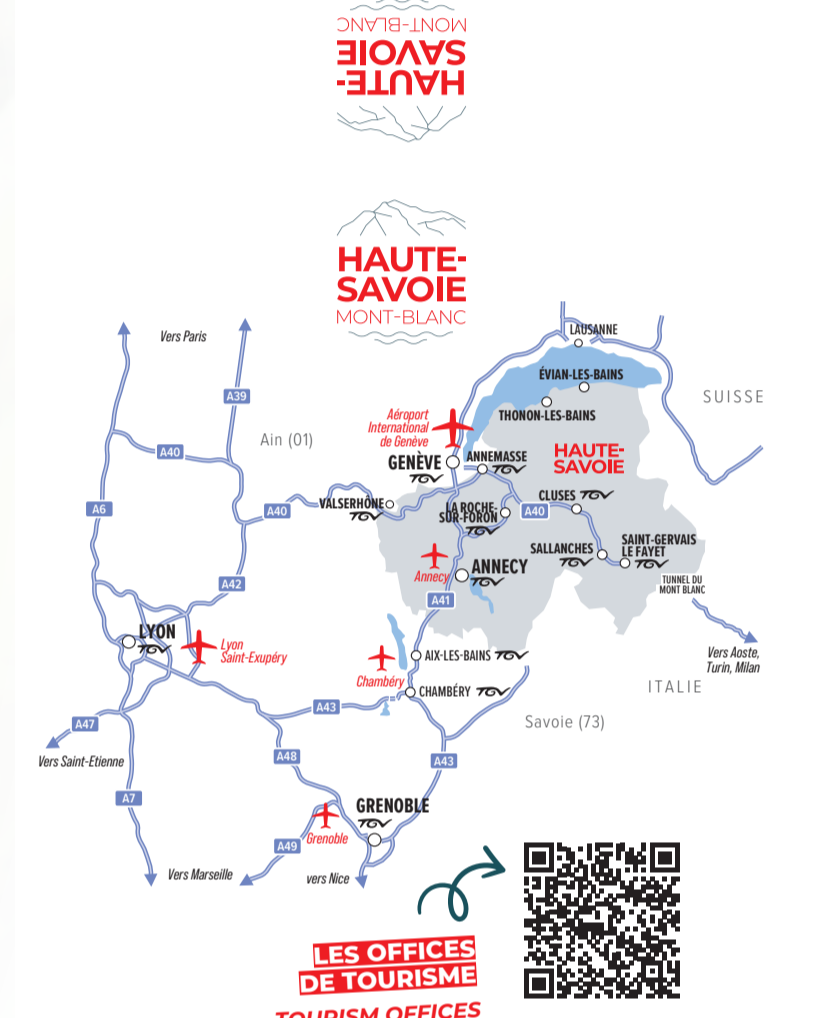 HAUTE-
SAVOIE
MONT-BLANC
HAUTE-
SAVOIE
MONT-BLANC
Vers Paris
LAUSANNE
ÉVIAN-LES-BAINS
THONON-LES-BAINS
SUISSE
A39
Aéroport
International
de Genève
Ain (01)
A40
HAUTE-
SAVOIE
GENÈVE
TGV
ANNEMASSE
TGV
A6
A40
VALSERHÔNE
TGV
LA ROCHE-
SUR-FORON
TGV
A40
CLUSES TGV
SALLANCHES
SAINT-GERVAIS
LE FAYET
TGV
Annecy
ANNECY
TGV
TUNNEL DU
MONT BLANC
A42
A41
LYON
TGV
Lyon
Saint-Exupéry
Vers Aoste,
Turin, Milan
AIX-LES-BAINS TGV
Chambéry
CHAMBÉRY TGV
ITALIE
A43
Savoie (73)
A47
Vers Saint-Etienne
A48
A43
A7
GRENOBLE
TGV
Grenoble
A49
Vers Marseille
vers Nice
LES OFFICES
DE TOURISME
TOURISM OFFICES